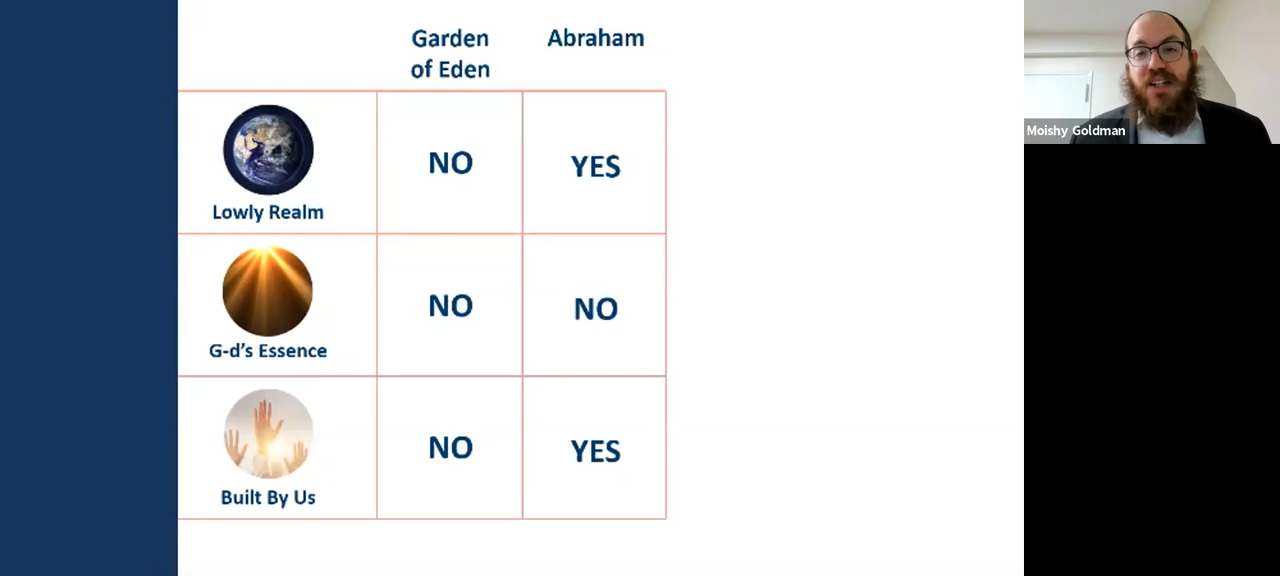 Garden
of Eden
Abraham
Lowly Realm
NO
YES
G-d's Essence
NO
NO
Built By Us
NO
YES
Moishy Goldman